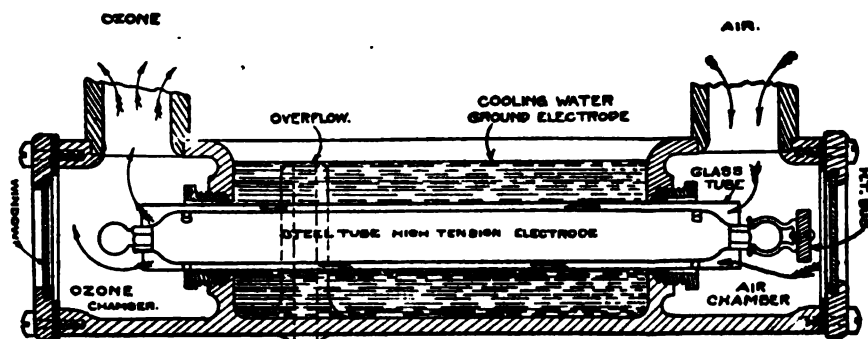 OZONE
AIR.
OVERFLOW.
COOLING WATER
GROUND ELECTRODE
GLASS
TUBE
WINDOW
STEEL TUBE HIGH TENSION ELECTRODE
OZONE
CHAMBER.
AIR
CHAMBER